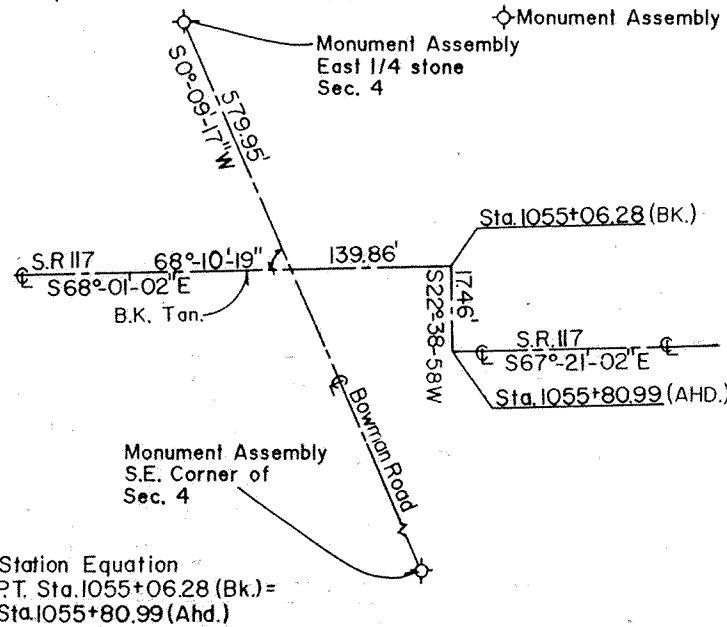 Monument Assembly
Monument Assembly
East 1/4 stone
Sec. 4
S0°-09'-17"W
579.95'
Sta.1055+06.28 (BK.)
S.R 117
68°-10'-19"
139.86'
S68°-01'-02"E
B.K. Tan.
17.46'
S22°-38-58W
S.R.117
S67°-21'-02"E
Sta.1055+80.99 (AHD.)
Bowman Road
Monument Assembly
S.E. Corner of
Sec. 4
Station Equation
P.T. Sta.1055+06.28 (Bk.)=
Sta.1055+80.99 (Ahd.)